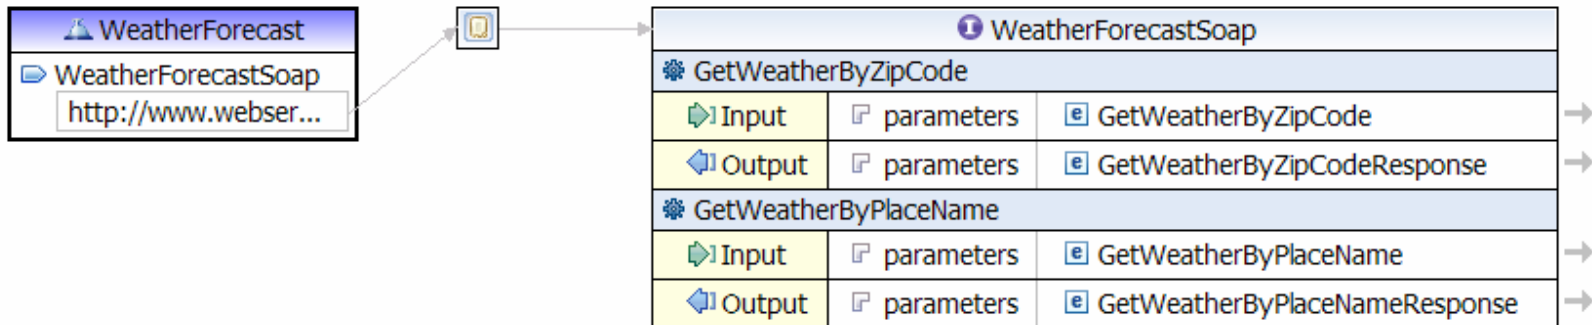 WeatherForecast
WeatherForecastSoap
http://www.webser...
WeatherForecastSoap
GetWeatherByZipCode
Input parameters GetWeatherByZipCode
Output parameters GetWeatherByZipCodeResponse
GetWeatherByPlaceName
Input parameters GetWeatherByPlaceName
Output parameters GetWeatherByPlaceNameResponse